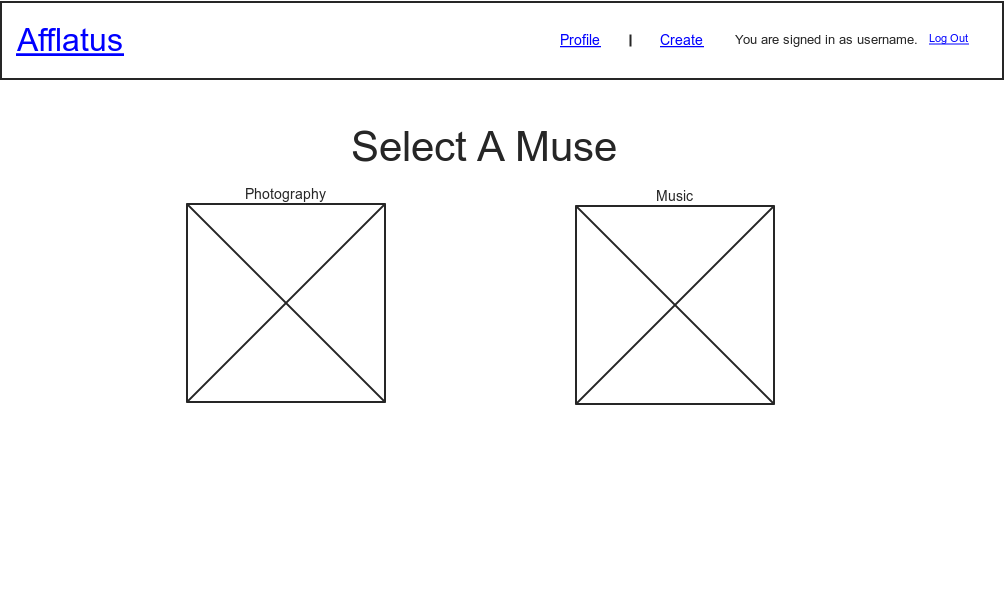 Afflatus
Profile | Create You are signed in as username. Log Out
Select A Muse
Photography
Music